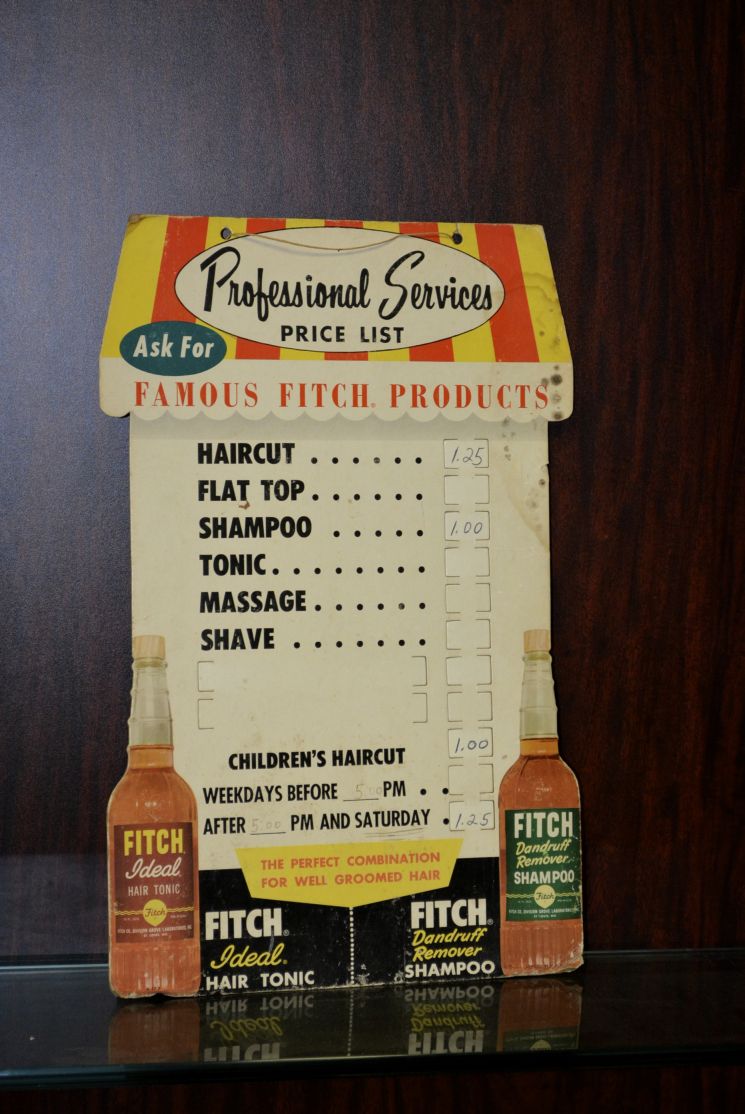 Professional Services
PRICE LIST
Ask For
FAMOUS FITCH® PRODUCTS
HAIRCUT . . . . . . 1.25
FLAT TOP . . . . . .
SHAMPOO . . . . . 1.00
TONIC . . . . . . . .
MASSAGE . . . . . .
SHAVE . . . . . . .
1.00
CHILDREN'S HAIRCUT
WEEKDAYS BEFORE 5:00 PM . .
AFTER 5:00 PM AND SATURDAY . 1.25
THE PERFECT COMBINATION
FOR WELL GROOMED HAIR
FITCH
Ideal
HAIR TONIC
Fitch
FITCH®
Ideal®
HAIR TONIC
FITCH®
Dandruff
Remover
SHAMPOO
FITCH
Dandruff
Remover
SHAMPOO
Fitch